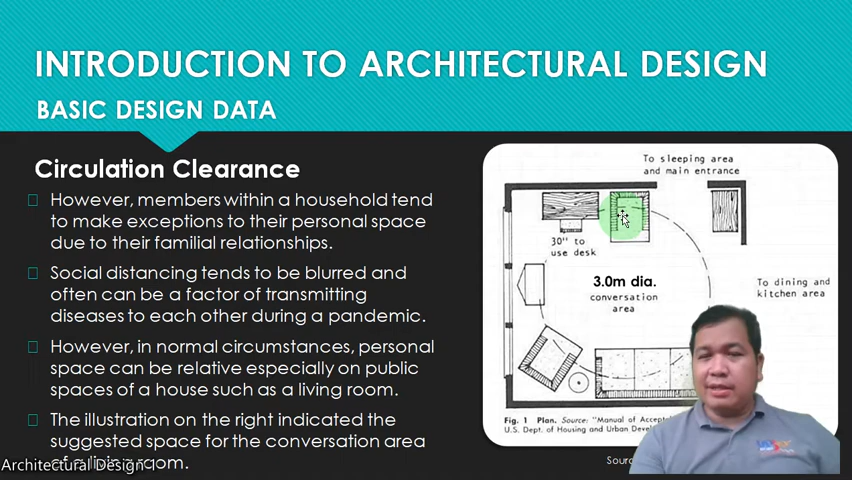 INTRODUCTION TO ARCHITECTURAL DESIGN
BASIC DESIGN DATA
Circulation Clearance
However, members within a household tend
to make exceptions to their personal space
due to their familial relationships.
Social distancing tends to be blurred and
often can be a factor of transmitting
diseases to each other during a pandemic.
However, in normal circumstances, personal
space can be relative especially on public
spaces of a house such as a living room.
The illustration on the right indicated the
suggested space for the conversation area
of a living room.
Architectural Design
To sleeping area
and main entrance
30" to
use desk
3.0m dia.
conversation
area
To dining and
kitchen area
Fig. 1 Plan. Source: "Manual of
U.S. Dept. of Housing and Urban